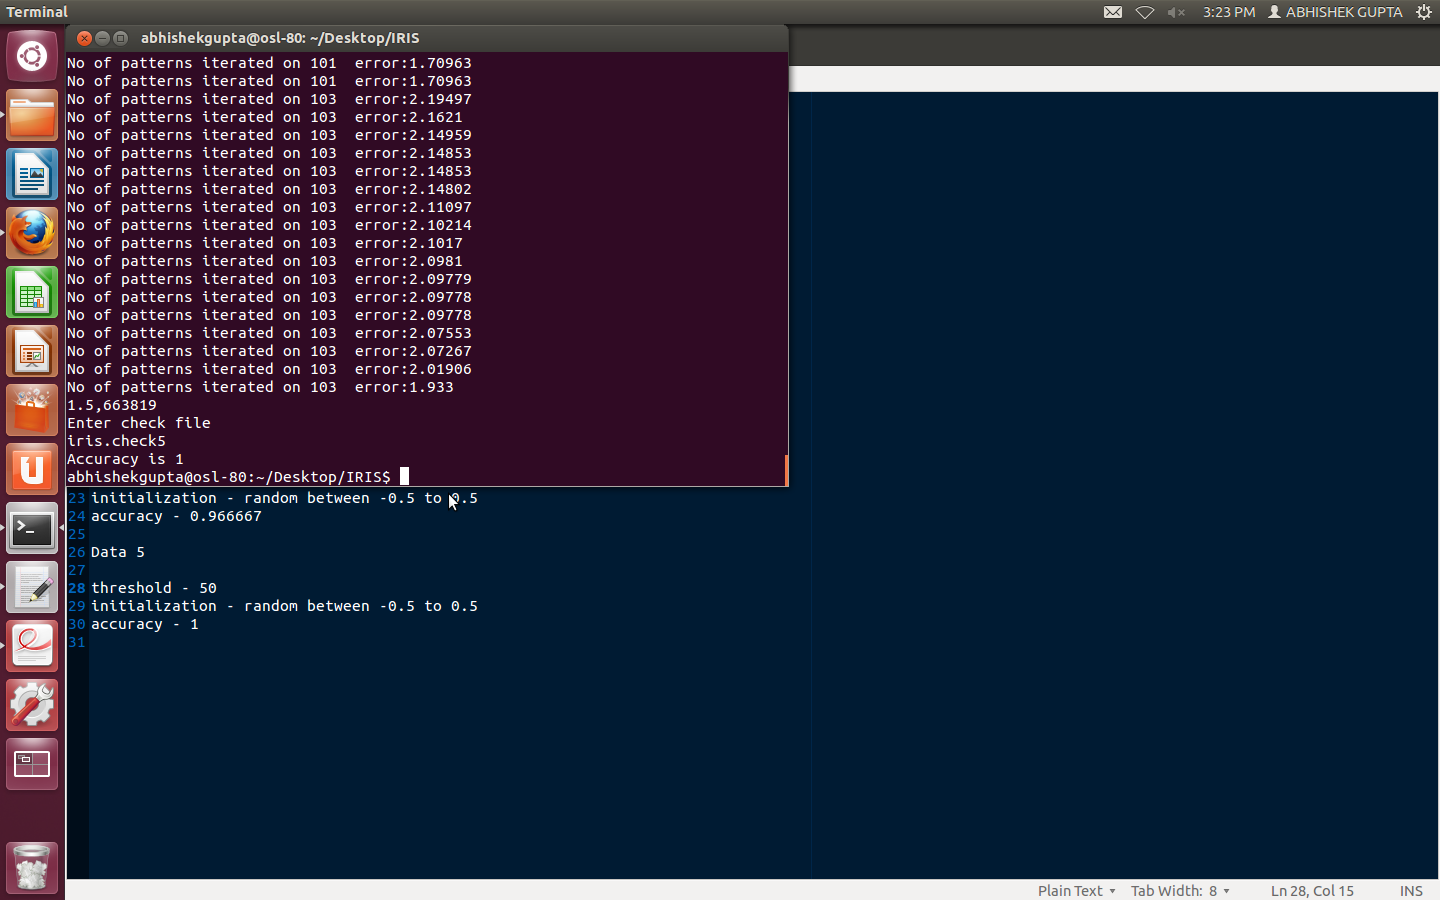 Terminal
3:23 PM ABHISHEK GUPTA
abhishekgupta@osl-80: ~/Desktop/IRIS
No of patterns iterated on 101  error:1.70963
No of patterns iterated on 101  error:1.70963
No of patterns iterated on 103  error:2.19497
No of patterns iterated on 103  error:2.1621
No of patterns iterated on 103  error:2.14959
No of patterns iterated on 103  error:2.14853
No of patterns iterated on 103  error:2.14853
No of patterns iterated on 103  error:2.14802
No of patterns iterated on 103  error:2.11097
No of patterns iterated on 103  error:2.10214
No of patterns iterated on 103  error:2.1017
No of patterns iterated on 103  error:2.0981
No of patterns iterated on 103  error:2.09779
No of patterns iterated on 103  error:2.09778
No of patterns iterated on 103  error:2.09778
No of patterns iterated on 103  error:2.07553
No of patterns iterated on 103  error:2.07267
No of patterns iterated on 103  error:2.01906
No of patterns iterated on 103  error:1.933
1.5,663819
Enter check file
iris.check5
Accuracy is 1
abhishekgupta@osl-80:~/Desktop/IRIS$
23 initialization - random between -0.5 to 0.5
24 accuracy - 0.966667
25
26 Data 5
27
28 threshold - 50
29 initialization - random between -0.5 to 0.5
30 accuracy - 1
31
Plain Text Tab Width: 8 Ln 28, Col 15 INS